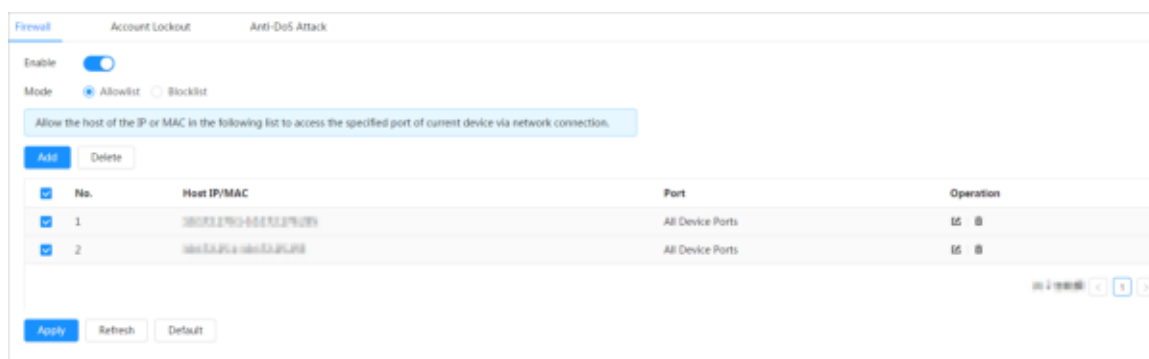 Firewall Account Lockout Anti-DoS Attack
Enable
Mode Allowlist Blocklist
Allow the host of the IP or MAC in the following list to access the specified port of current device via network connection.
Add Delete
No. Host IP/MAC Port Operation
1 All Device Ports
2 All Device Ports
1
Apply Refresh Default